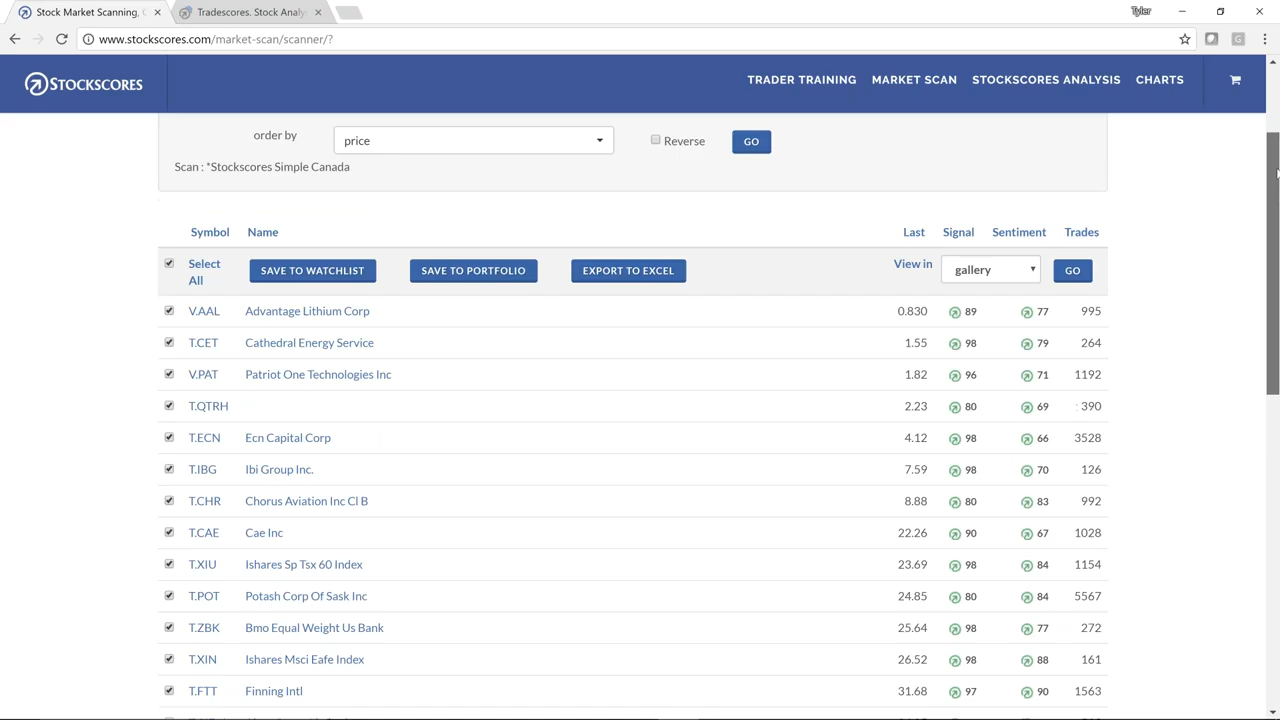 Stock Market Scanning, C
Tradescores. Stock Analys
Tyler
www.stockscores.com/market-scan/scanner/?
STOCKSCORES
TRADER TRAINING MARKET SCAN STOCKSCORES ANALYSIS CHARTS
order by price Reverse GO
Scan : *Stockscores Simple Canada
Symbol Name Last Signal Sentiment Trades
Select All SAVE TO WATCHLIST SAVE TO PORTFOLIO EXPORT TO EXCEL View in gallery GO
V.AAL Advantage Lithium Corp 0.830 89 77 995
T.CET Cathedral Energy Service 1.55 98 79 264
V.PAT Patriot One Technologies Inc 1.82 96 71 1192
T.QTRH 2.23 80 69 390
T.ECN Ecn Capital Corp 4.12 98 66 3528
T.IBG Ibi Group Inc. 7.59 98 70 126
T.CHR Chorus Aviation Inc Cl B 8.88 80 83 992
T.CAE Cae Inc 22.26 90 67 1028
T.XIU Ishares Sp Tsx 60 Index 23.69 98 84 1154
T.POT Potash Corp Of Sask Inc 24.85 80 84 5567
T.ZBK Bmo Equal Weight Us Bank 25.64 98 77 272
T.XIN Ishares Msci Eafe Index 26.52 98 88 161
T.FTT Finning Intl 31.68 97 90 1563